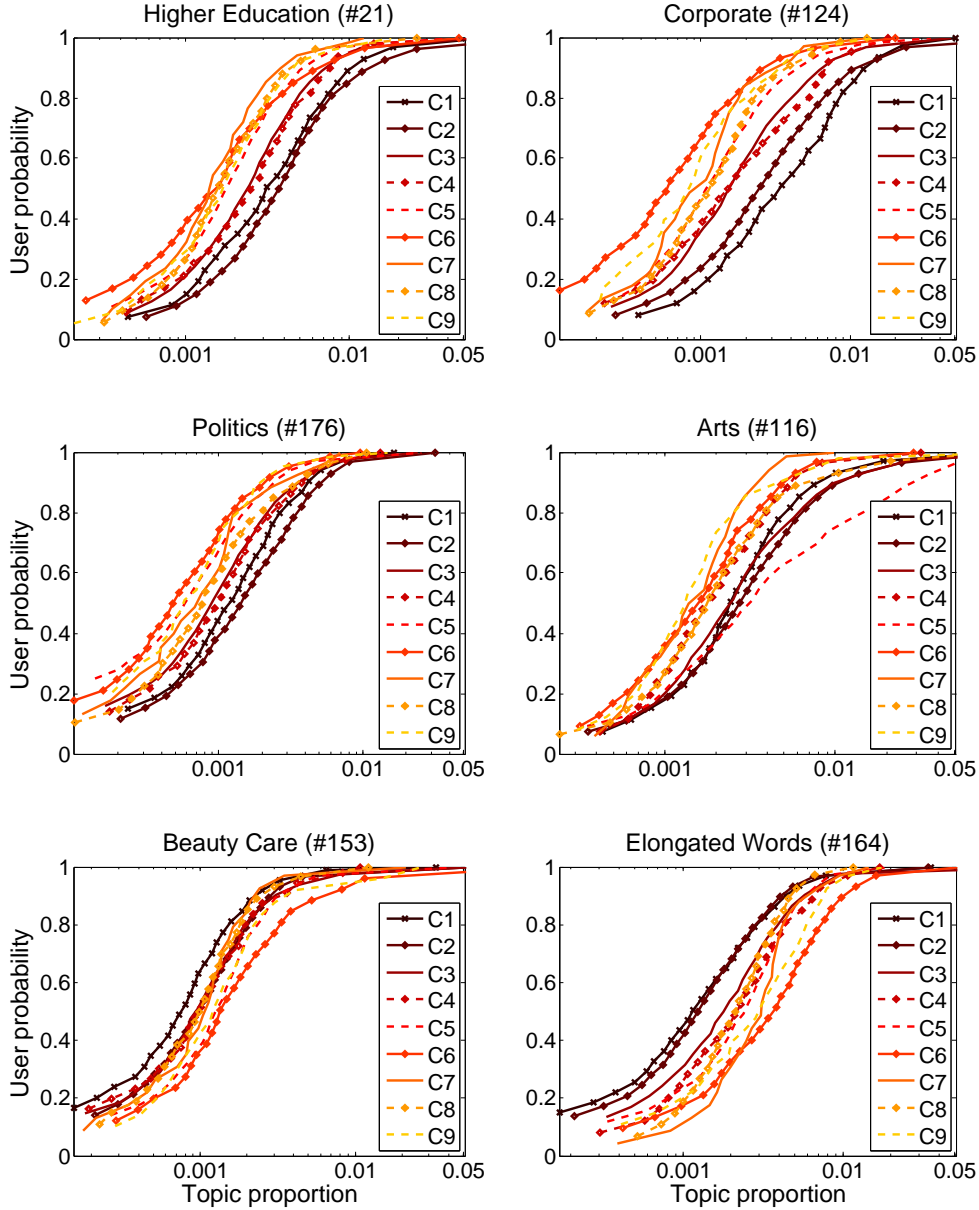 Higher Education (#21)
User probability
1
0.8
0.6
0.4
0.2
0
0.001
0.01
0.05
C1
C2
C3
C4
C5
C6
C7
C8
C9
Corporate (#124)
1
0.8
0.6
0.4
0.2
0
0.001
0.01
0.05
C1
C2
C3
C4
C5
C6
C7
C8
C9
Politics (#176)
User probability
1
0.8
0.6
0.4
0.2
0
0.001
0.01
0.05
C1
C2
C3
C4
C5
C6
C7
C8
C9
Arts (#116)
1
0.8
0.6
0.4
0.2
0
0.001
0.01
0.05
C1
C2
C3
C4
C5
C6
C7
C8
C9
Beauty Care (#153)
User probability
1
0.8
0.6
0.4
0.2
0
0.001
0.01
0.05
Topic proportion
C1
C2
C3
C4
C5
C6
C7
C8
C9
Elongated Words (#164)
1
0.8
0.6
0.4
0.2
0
0.001
0.01
0.05
Topic proportion
C1
C2
C3
C4
C5
C6
C7
C8
C9